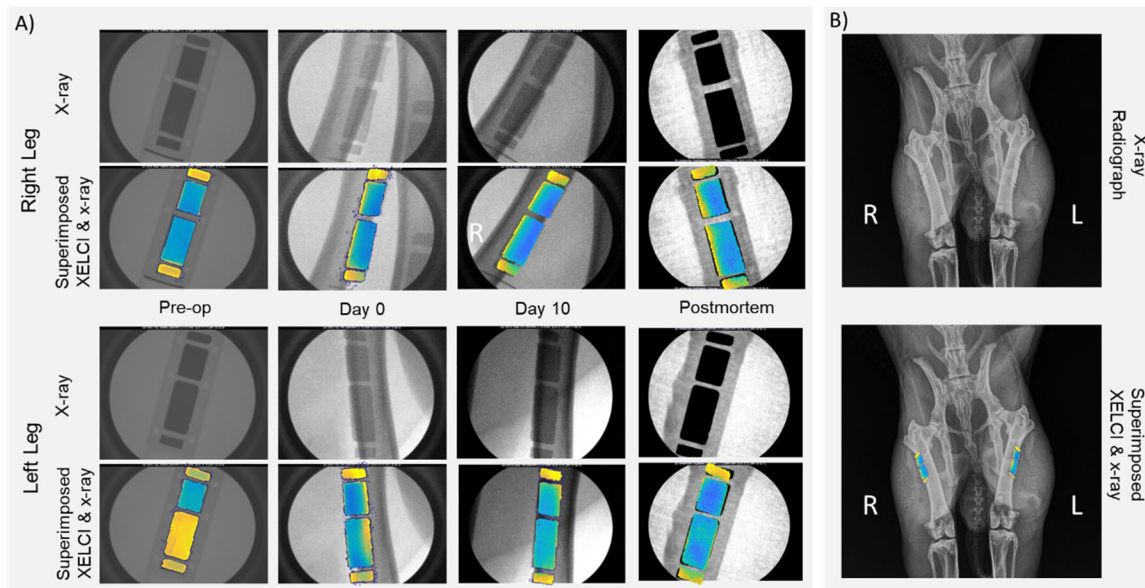 A)
B)
Right Leg
X-ray
Superimposed
XELCI & x-ray
R
Pre-op
Day 0
Day 10
Postmortem
Left Leg
X-ray
Superimposed
XELCI & x-ray
R
L
X-ray
Radiograph
R
L
Superimposed
XELCI & x-ray